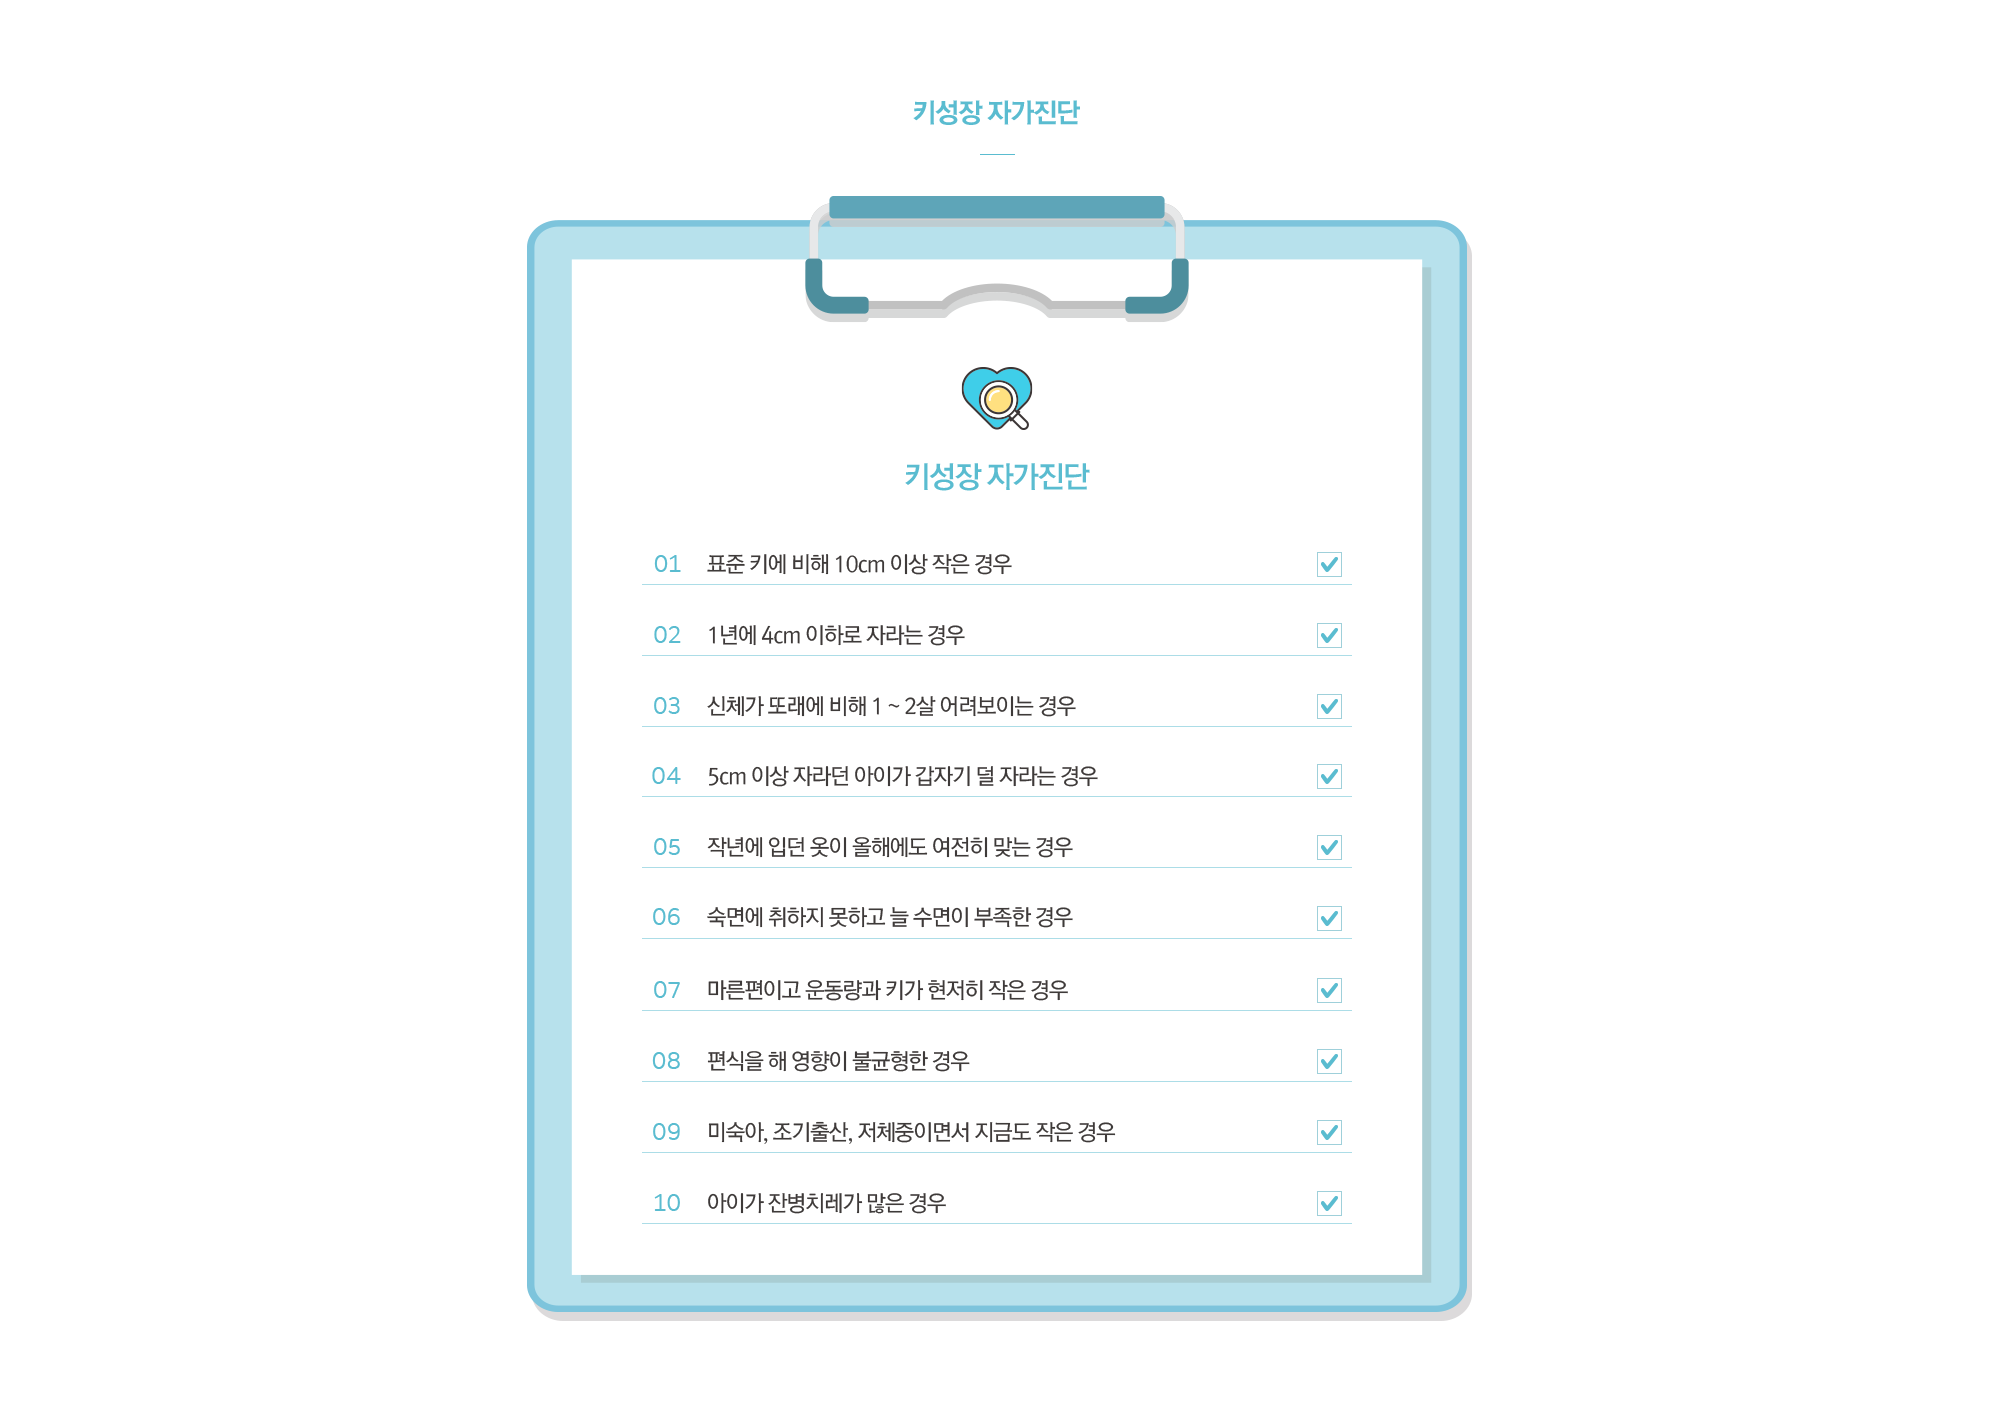 키성장 자가진단
키성장 자가진단
01 표준 키에 비해 10cm 이상 작은 경우
02 1년에 4cm 이하로 자라는 경우
03 신체가 또래에 비해 1 ~ 2살 어려보이는 경우
04 5cm 이상 자라던 아이가 갑자기 덜 자라는 경우
05 작년에 입던 옷이 올해에도 여전히 맞는 경우
06 숙면에 취하지 못하고 늘 수면이 부족한 경우
07 마른편이고 운동량과 키가 현저히 작은 경우
08 편식을 해 영향이 불균형한 경우
09 미숙아, 조기출산, 저체중이면서 지금도 작은 경우
10 아이가 잔병치레가 많은 경우